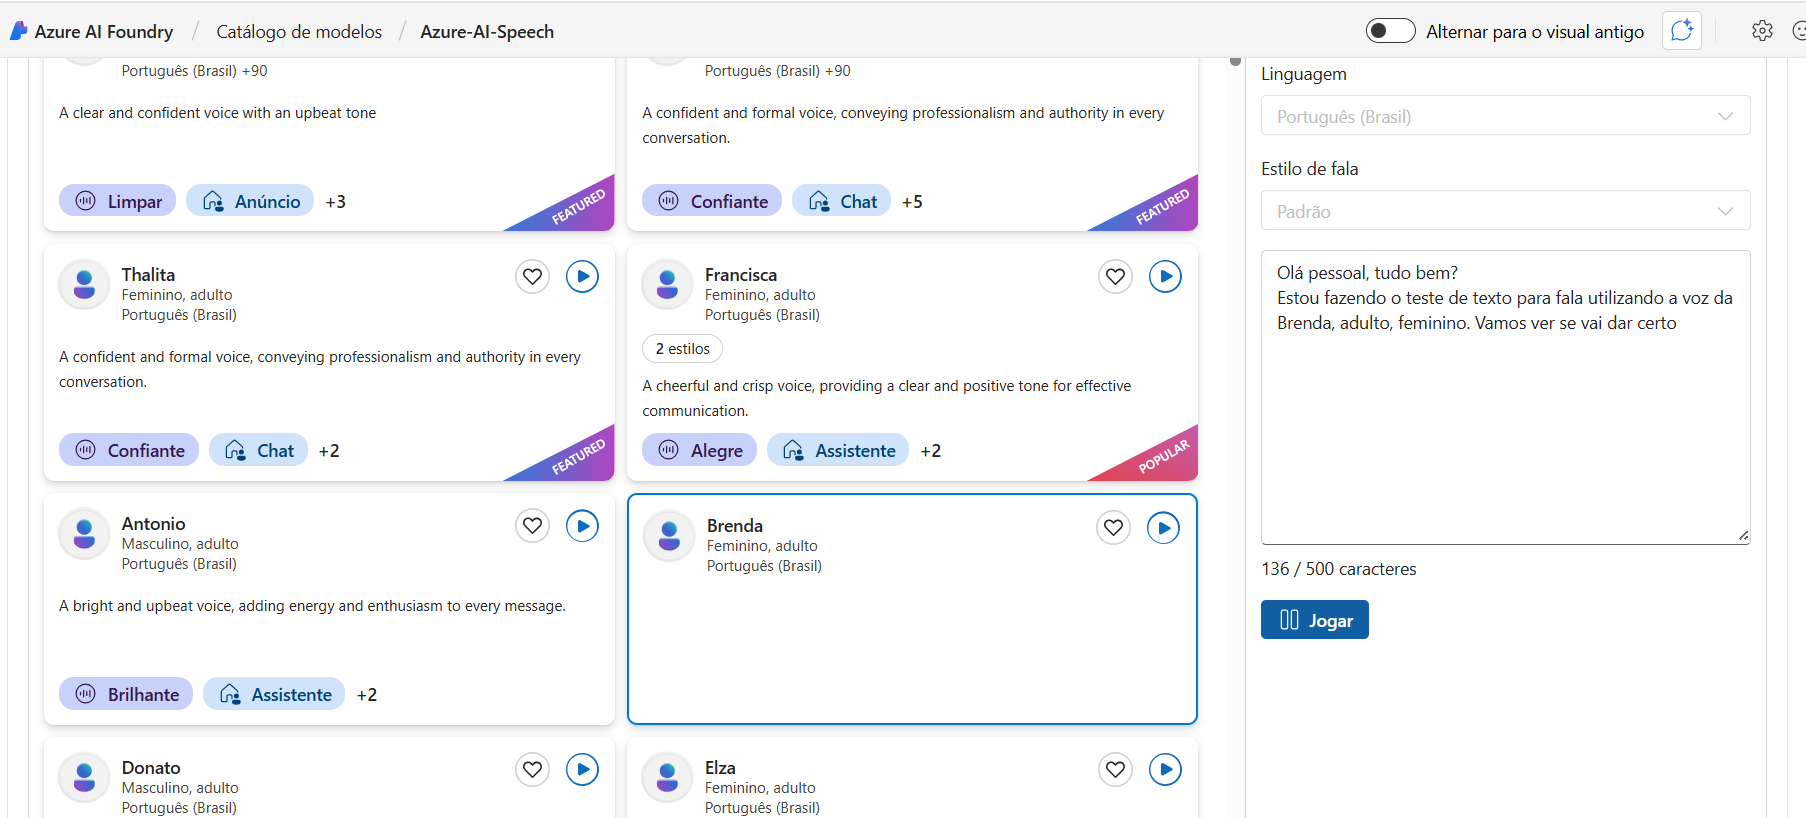 Azure AI Foundry / Catálogo de modelos / Azure-AI-Speech
Alternar para o visual antigo
Português (Brasil) +90
A clear and confident voice with an upbeat tone
Limpar
Anúncio
+3
FEATURED
Português (Brasil) +90
A confident and formal voice, conveying professionalism and authority in every
conversation.
Confiante
Chat
+5
FEATURED
Thalita
Feminino, adulto
Português (Brasil)
A confident and formal voice, conveying professionalism and authority in every
conversation.
Confiante
Chat
+2
FEATURED
Francisca
Feminino, adulto
Português (Brasil)
2 estilos
A cheerful and crisp voice, providing a clear and positive tone for effective
communication.
Alegre
Assistente
+2
POPULAR
Antonio
Masculino, adulto
Português (Brasil)
A bright and upbeat voice, adding energy and enthusiasm to every message.
Brilhante
Assistente
+2
Brenda
Feminino, adulto
Português (Brasil)
Donato
Masculino, adulto
Português (Brasil)
Elza
Feminino, adulto
Português (Brasil)
Linguagem
Português (Brasil)
Estilo de fala
Padrão
Olá pessoal, tudo bem?
Estou fazendo o teste de texto para fala utilizando a voz da
Brenda, adulto, feminino. Vamos ver se vai dar certo
136 / 500 caracteres
Jogar